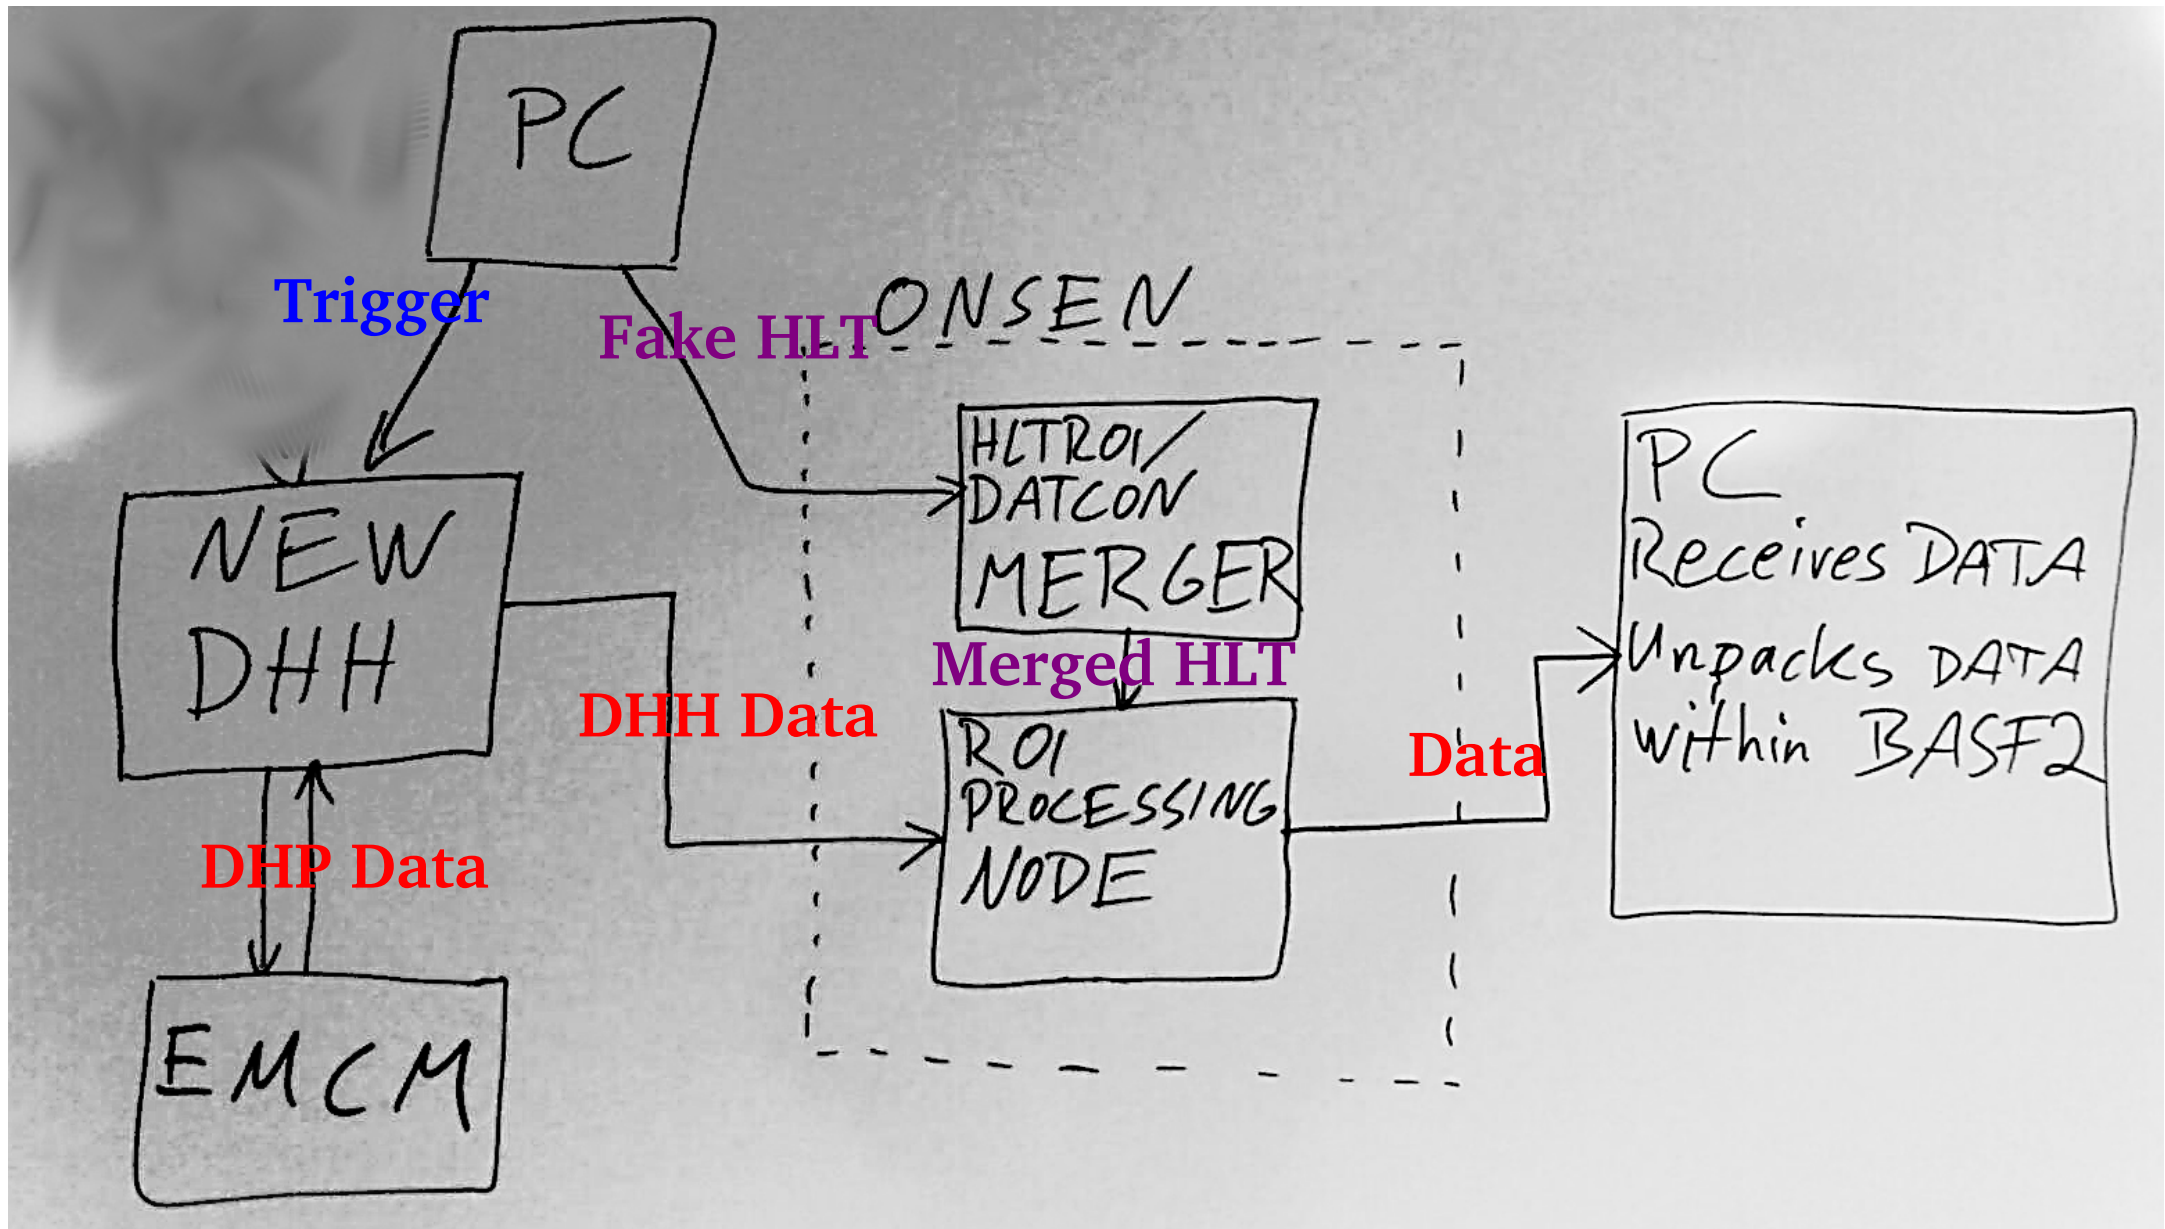 PC
Trigger
Fake HLT
ONSEN
HLTROI/
DATCON
MERGER
NEW
DHH
Merged HLT
DHH Data
ROI
PROCESSING
NODE
Data
PC
Receives DATA
Unpacks DATA
within BASF2
DHP Data
EMCM